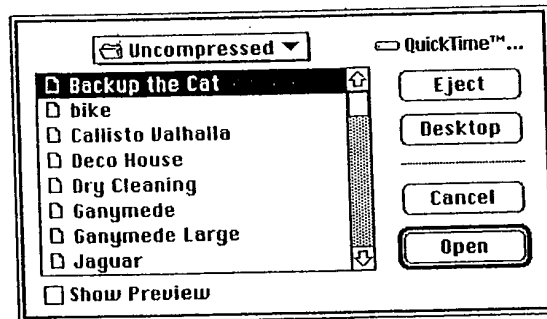 Uncompressed
QuickTime™...
Backup the Cat
bike
Callisto Valhalla
Deco House
Dry Cleaning
Ganymede
Ganymede Large
Jaguar
Eject
Desktop
Cancel
Open
Show Preview